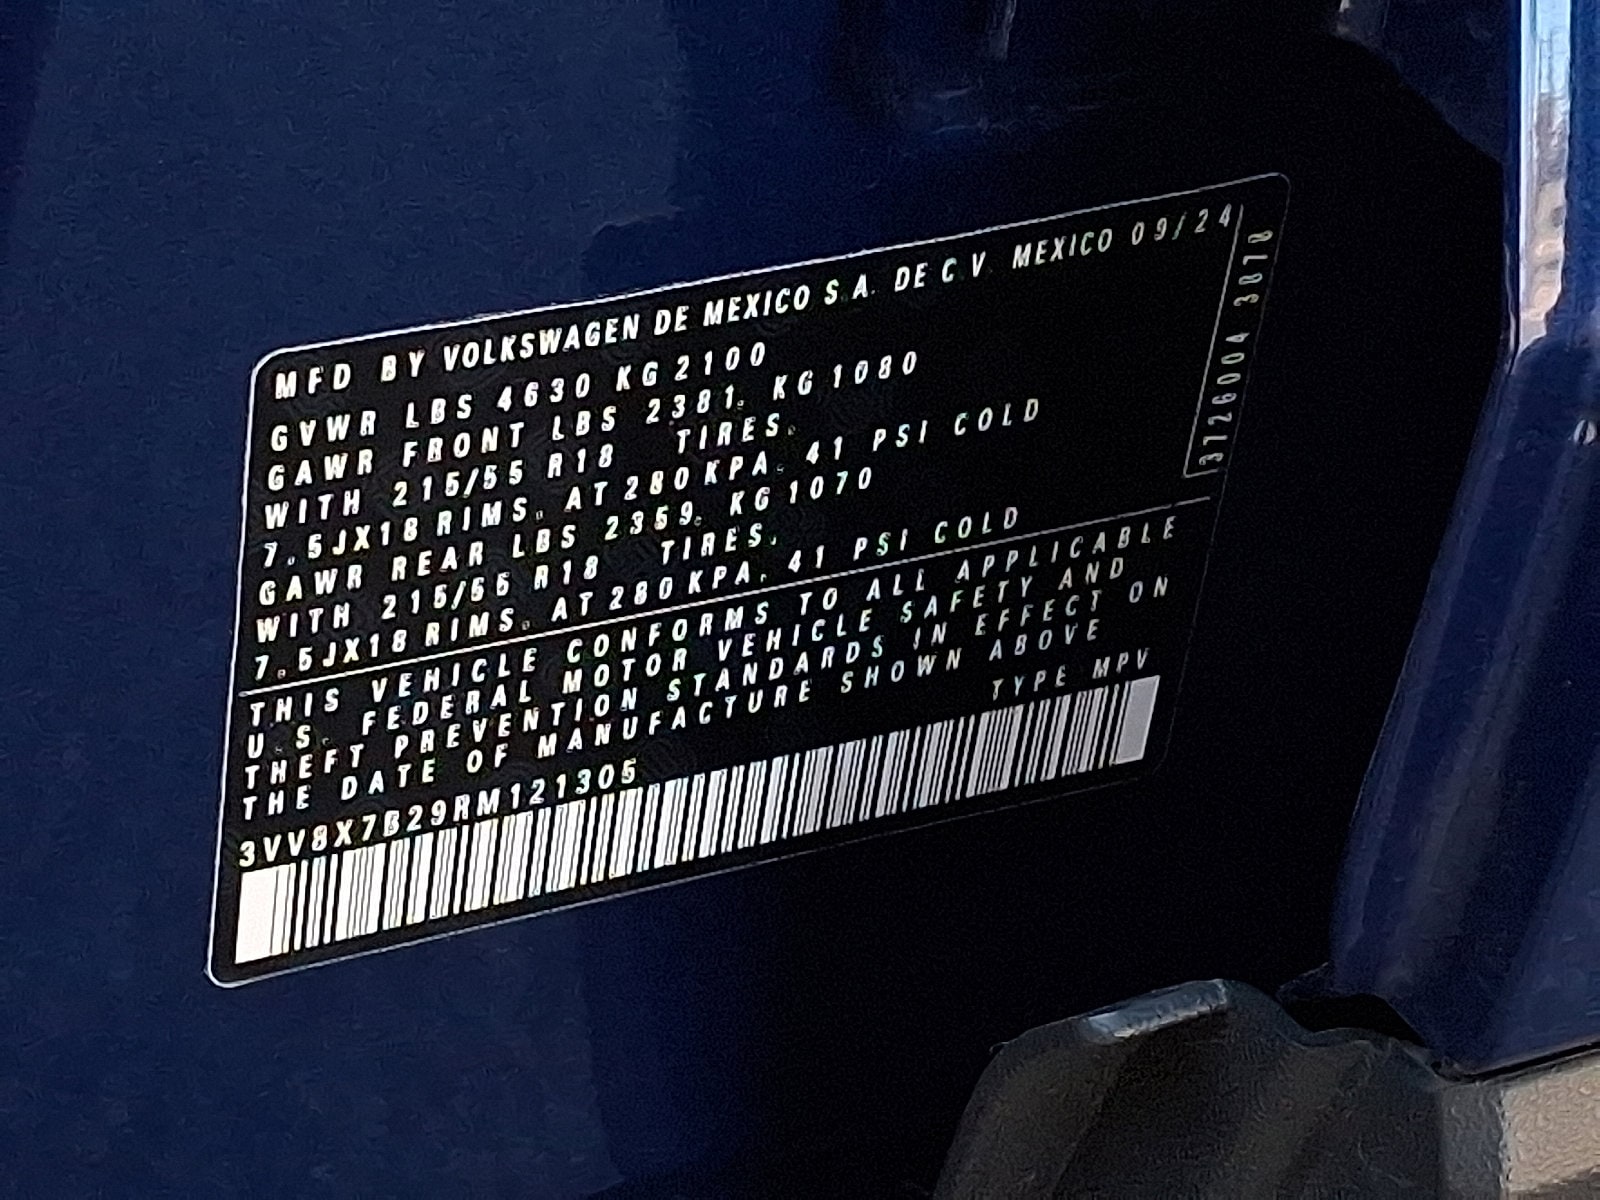 MFD BY VOLKSWAGEN DE MEXICO S.A. DE C.V. MEXICO 09/24
GVWR LBS 4630 KG 2100
GAWR FRONT LBS 2381. KG 1080
WITH 215/55 R18 TIRES.
7.5JX18 RIMS. AT 280 KPA. 41 PSI COLD
GAWR REAR LBS 2359. KG 1070
WITH 215/55 R18 TIRES.
7.5JX18 RIMS. AT 280 KPA. 41 PSI COLD
THIS VEHICLE CONFORMS TO ALL APPLICABLE
U.S. FEDERAL MOTOR VEHICLE SAFETY AND
THEFT PREVENTION STANDARDS IN EFFECT ON
THE DATE OF MANUFACTURE SHOWN ABOVE
3VV8X7B29RM121305 TYPE MPV
3726004 3878